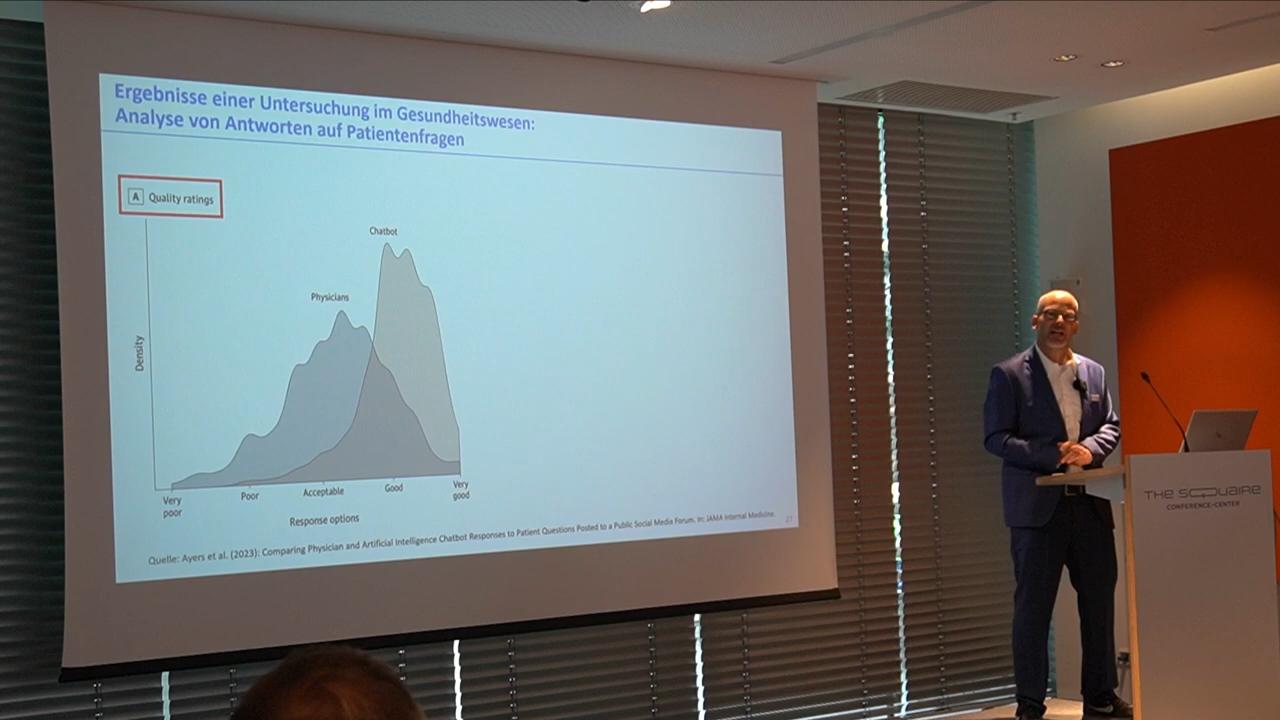 Ergebnisse einer Untersuchung im Gesundheitswesen:
Analyse von Antworten auf Patientenfragen
A Quality ratings
Chatbot
Physicians
Density
Very poor
Poor
Acceptable
Good
Very good
Response options
Quelle: Ayers et al. (2023): Comparing Physician and Artificial Intelligence Chatbot Responses to Patient Questions Posted to a Public Social Media Forum. In: JAMA Internal Medicine.
27
THE SQUAIRE
CONFERENCE-CENTER